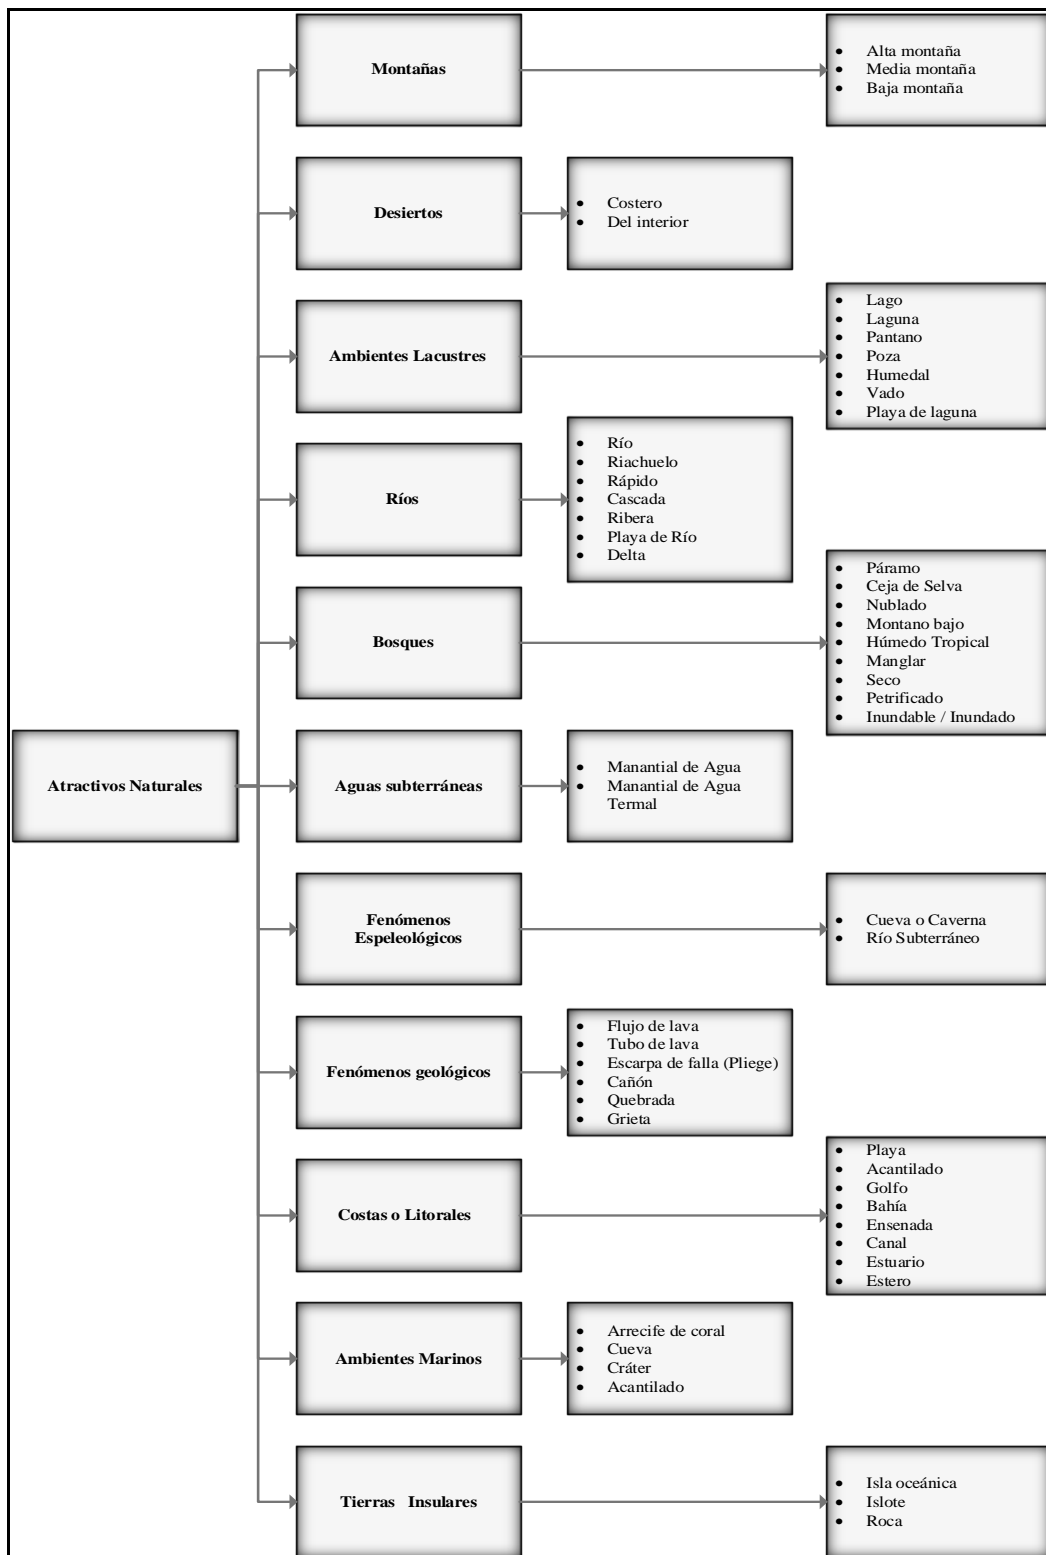 Montañas
Alta montaña
Media montaña
Baja montaña
Desiertos
Costero
Del interior
Ambientes Lacustres
Lago
Laguna
Pantano
Poza
Humedal
Vado
Playa de laguna
Ríos
Río
Riachuelo
Rápido
Cascada
Ribera
Playa de Río
Delta
Bosques
Páramo
Ceja de Selva
Nublado
Montano bajo
Húmedo Tropical
Manglar
Seco
Petrificado
Inundable / Inundado
Atractivos Naturales
Aguas subterráneas
Manantial de Agua
Manantial de Agua
Termal
Fenómenos
Espeleológicos
Cueva o Caverna
Río Subterráneo
Fenómenos geológicos
Flujo de lava
Tubo de lava
Escarpa de falla (Pliege)
Cañón
Quebrada
Grieta
Costas o Litorales
Playa
Acantilado
Golfo
Bahía
Ensenada
Canal
Estuario
Estero
Ambientes Marinos
Arrecife de coral
Cueva
Cráter
Acantilado
Tierras Insulares
Isla oceánica
Islote
Roca